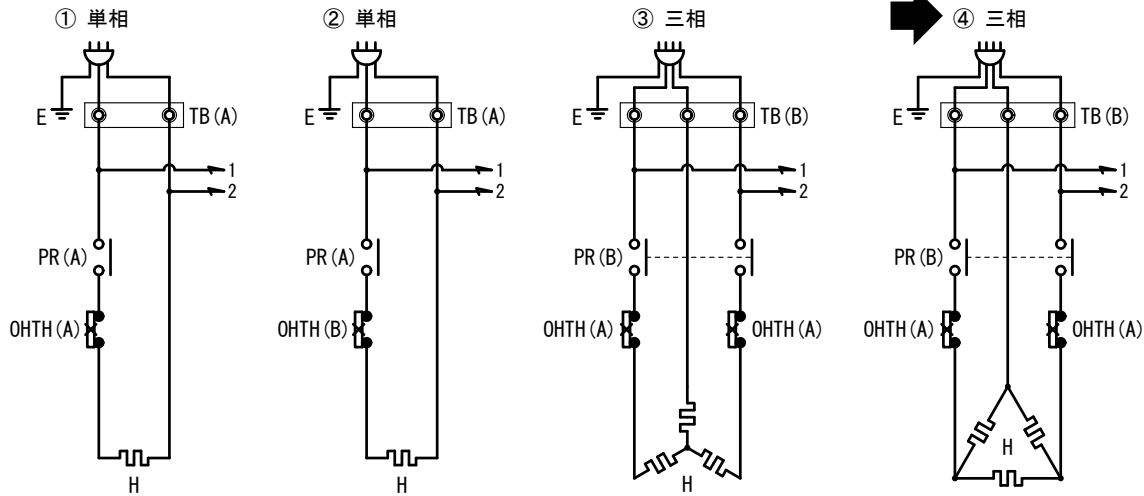 ① 単相
② 単相
③ 三相
④ 三相
E
TB(A)
E
TB(A)
E
TB(B)
E
TB(B)
1
1
1
1
2
2
2
2
PR(A)
PR(A)
PR(B)
PR(B)
OHTH(A)
OHTH(B)
OHTH(A)
OHTH(A)
OHTH(A)
OHTH(A)
H
H
H
H